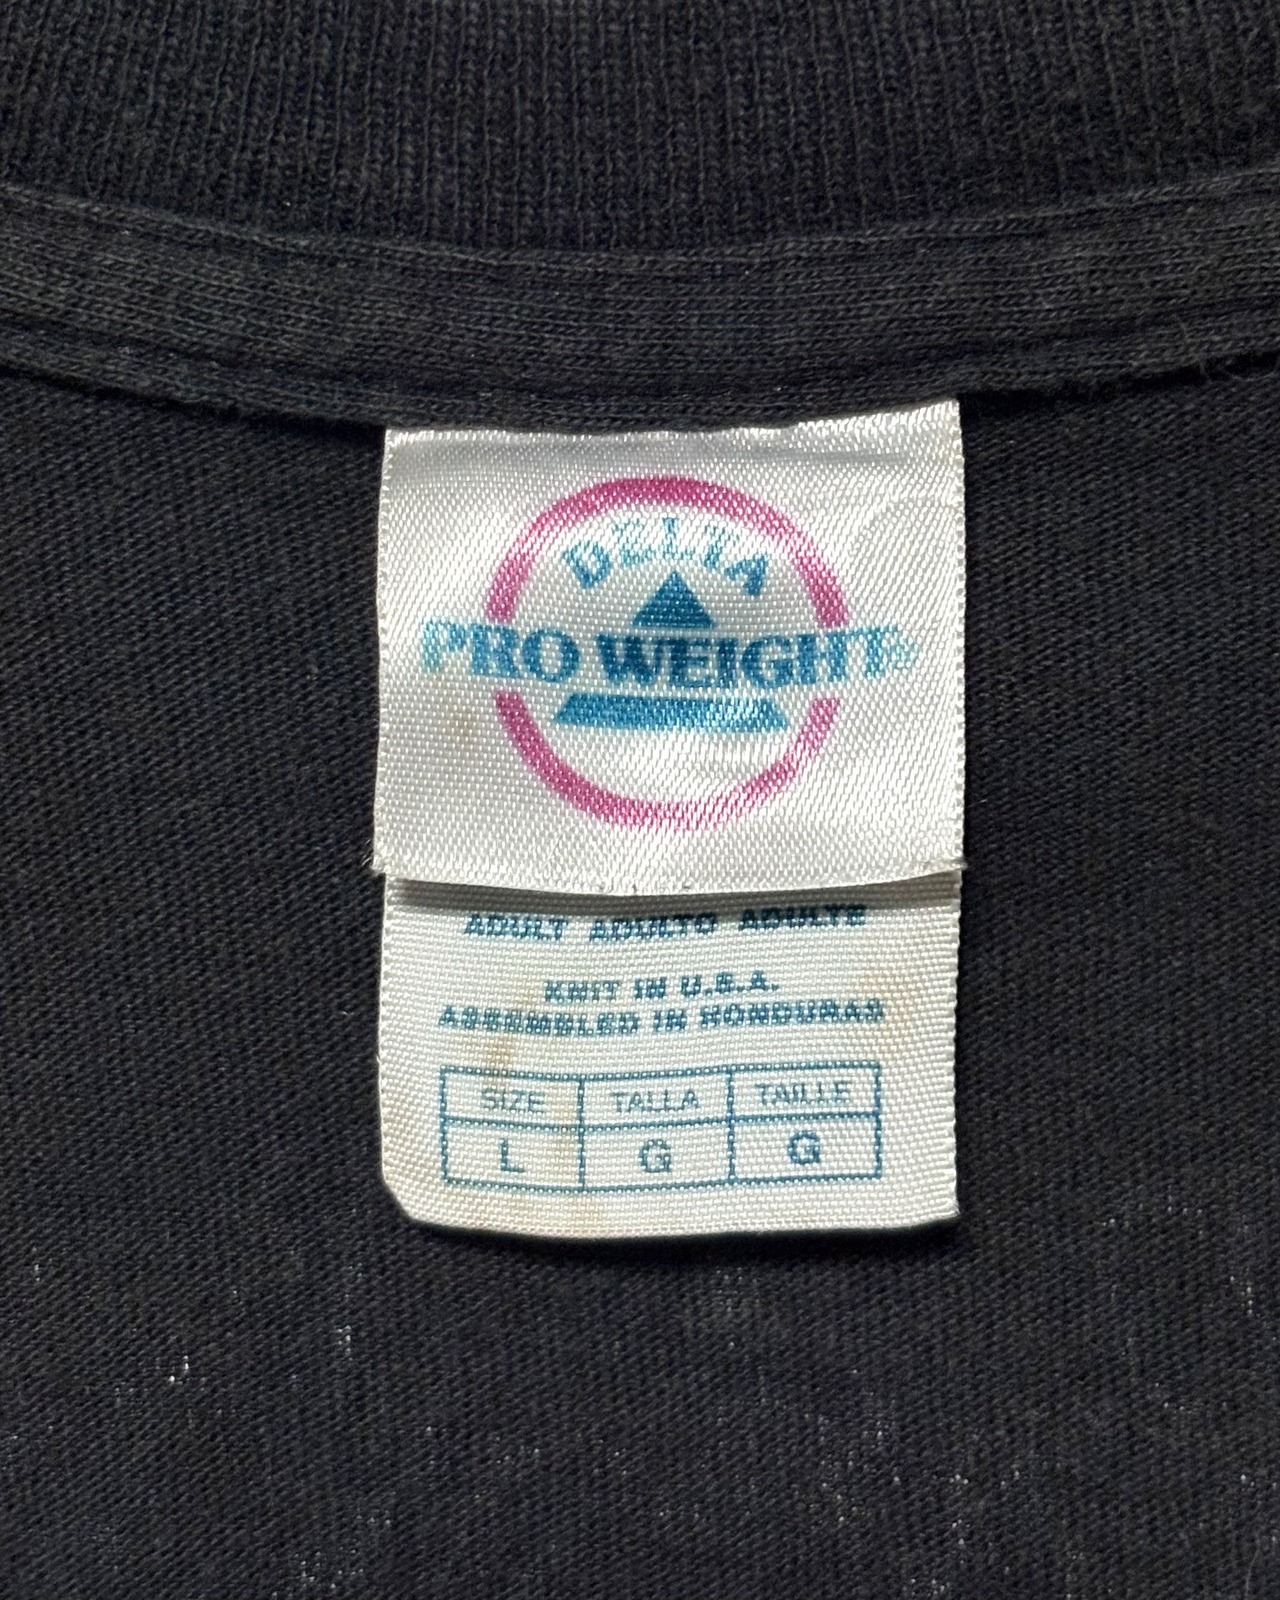 DELTA
PRO WEIGHT®
ADULT ADULTO ADULTE
KNIT IN U.S.A.
ASSEMBLED IN HONDURAS
SIZE TALLA TAILLE
L G G